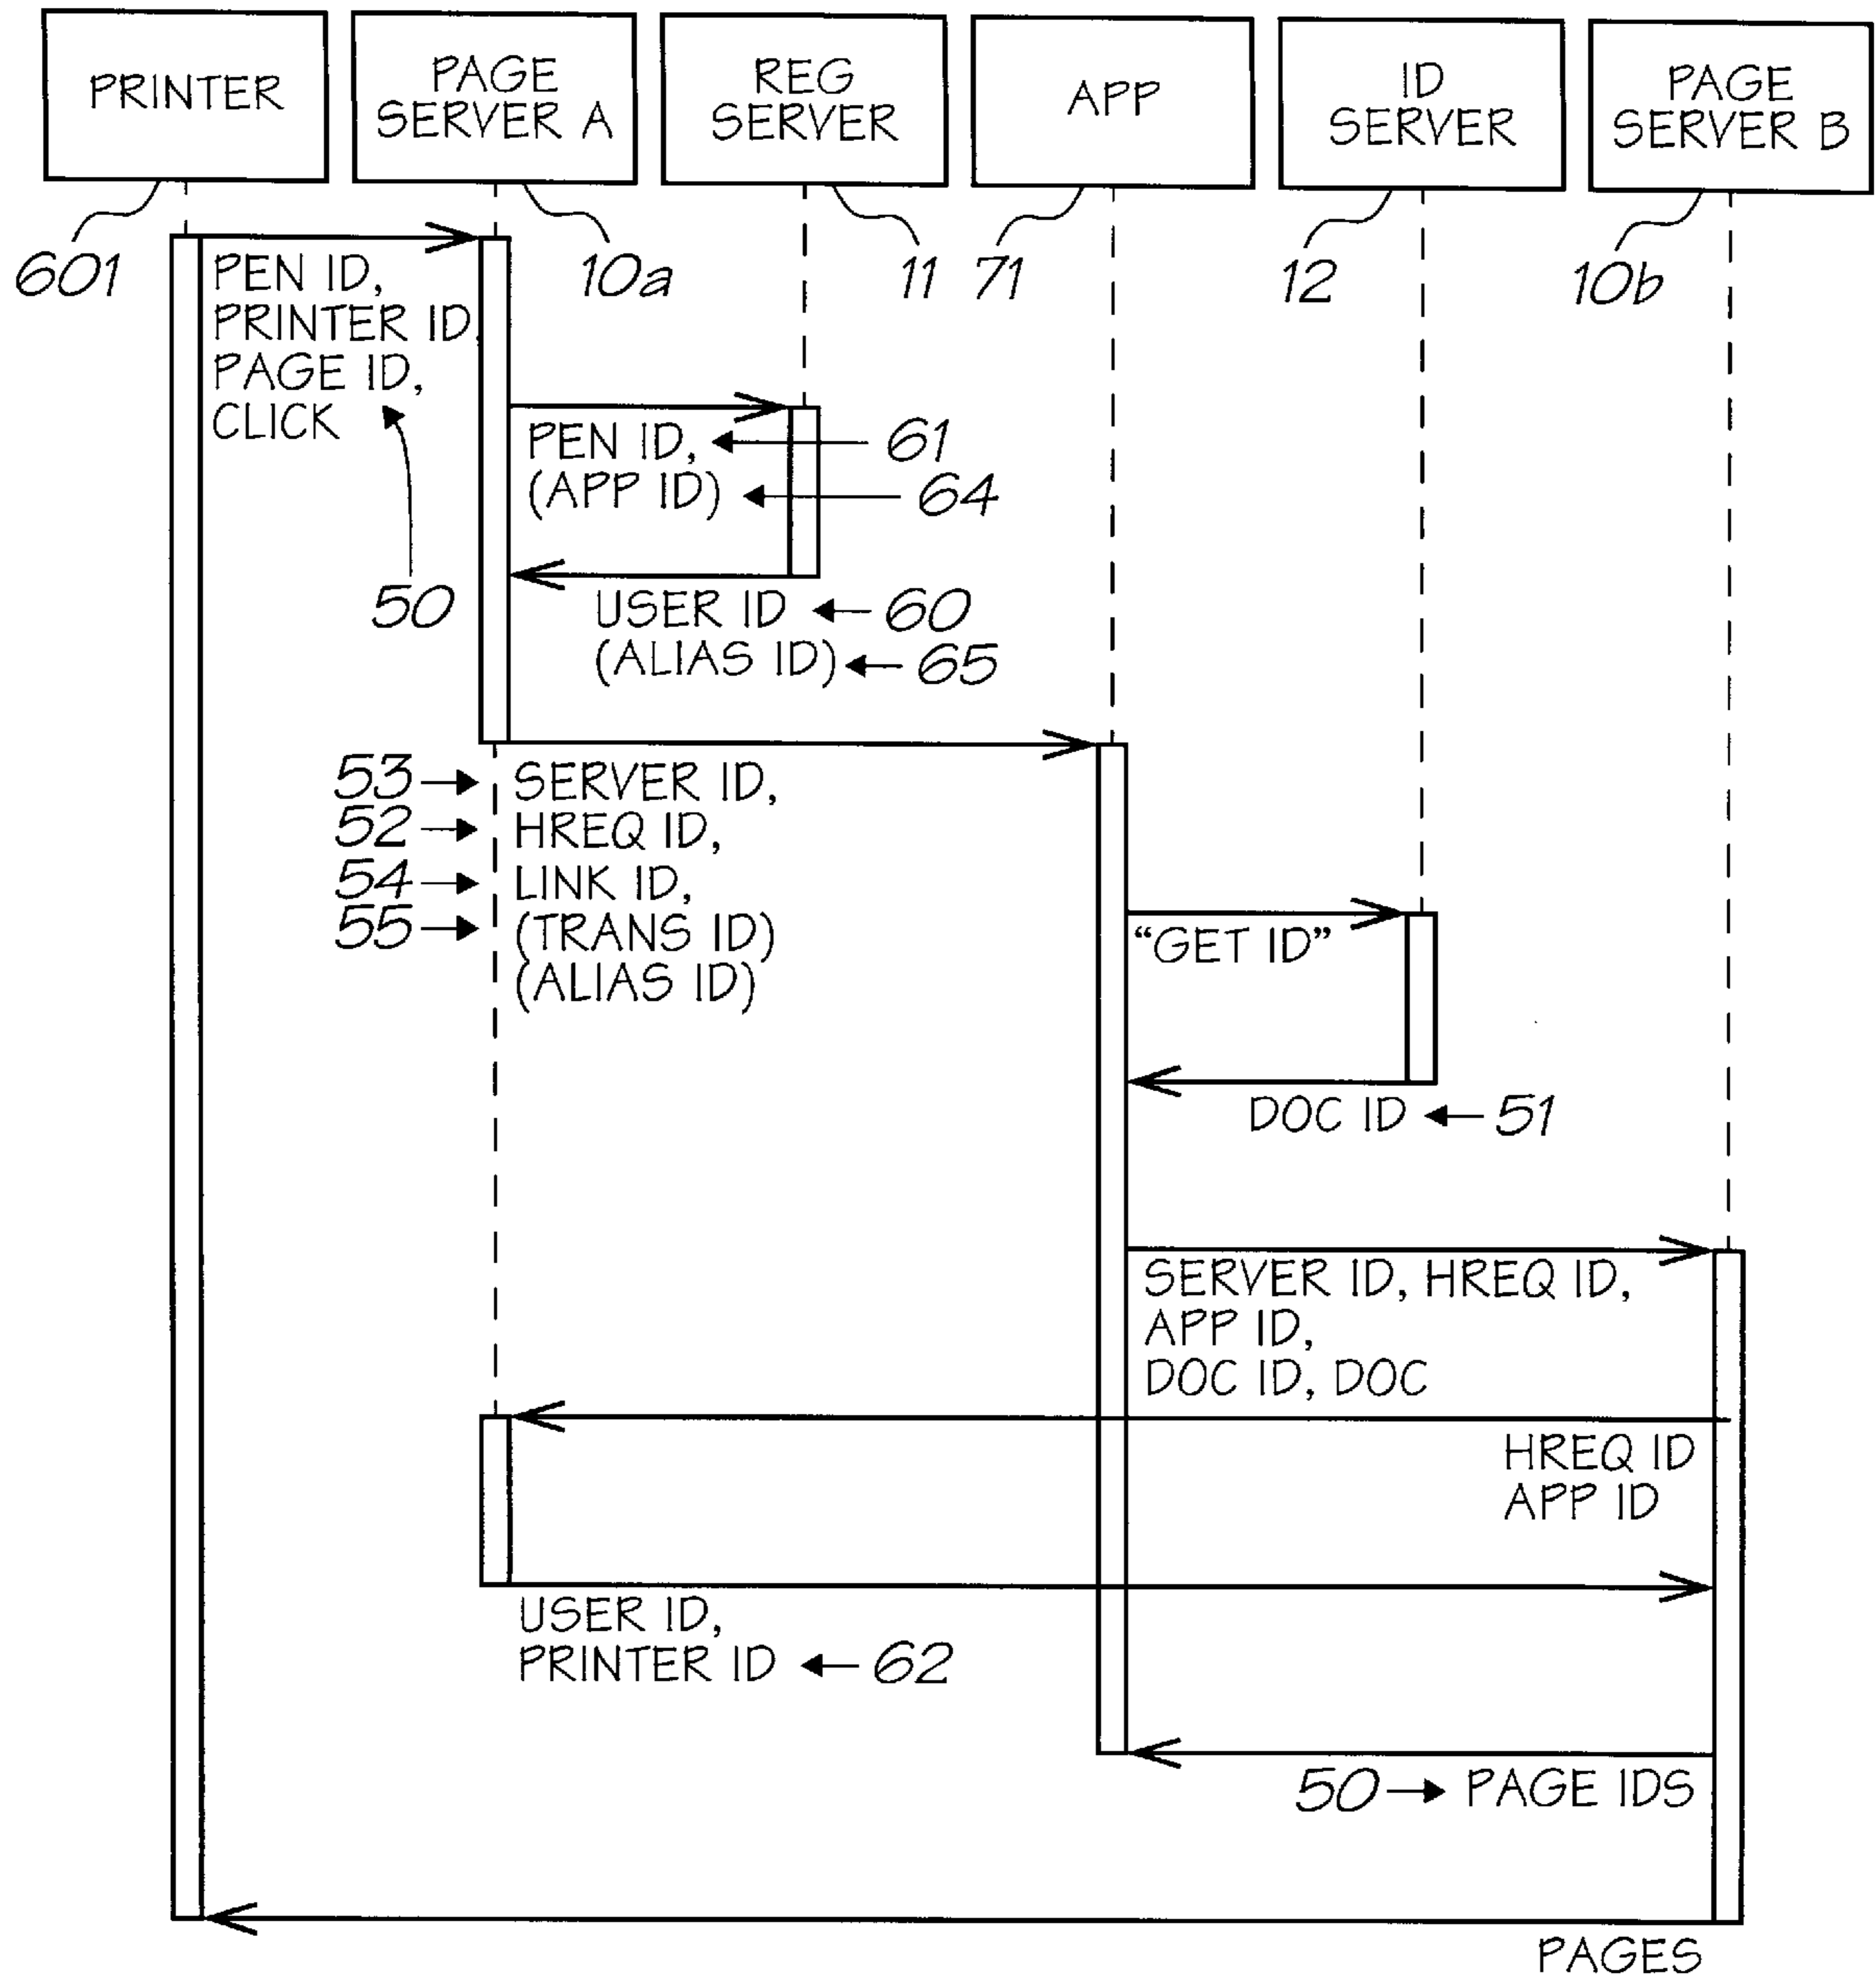 PRINTER
PAGE
SERVER A
REG
SERVER
APP
ID
SERVER
PAGE
SERVER B
601
10a
11
71
12
10b
PEN ID,
PRINTER ID,
PAGE ID,
CLICK
50
PEN ID,
61
(APP ID)
64
USER ID
60
(ALIAS ID)
65
53
SERVER ID,
52
HREQ ID,
54
LINK ID,
55
(TRANS ID)
(ALIAS ID)
“GET ID”
DOC ID
51
SERVER ID, HREQ ID,
APP ID,
DOC ID, DOC
HREQ ID
APP ID
USER ID,
PRINTER ID
62
50
PAGE IDS
PAGES